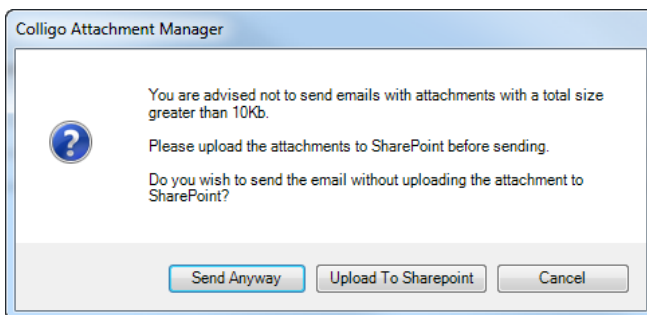 Colligo Attachment Manager
You are advised not to send emails with attachments with a total size
greater than 10Kb.
Please upload the attachments to SharePoint before sending.
Do you wish to send the email without uploading the attachment to
SharePoint?
Send Anyway
Upload To Sharepoint
Cancel